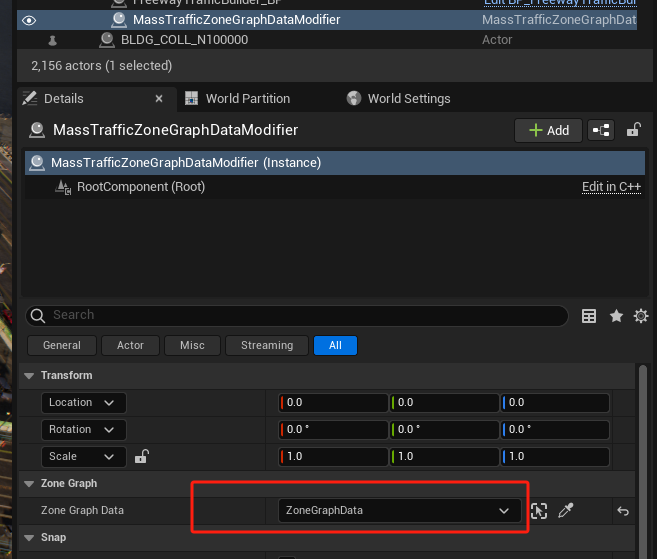 FreewayTrafficBuilder_BP
Edit BP_FreewayTrafficBui
MassTrafficZoneGraphDataModifier
MassTrafficZoneGraphDat
BLDG_COLL_N100000
Actor
2,156 actors (1 selected)
Details
World Partition
World Settings
MassTrafficZoneGraphDataModifier
Add
MassTrafficZoneGraphDataModifier (Instance)
RootComponent (Root)
Edit in C++
Search
General
Actor
Misc
Streaming
All
Transform
Location
0.0
0.0
0.0
Rotation
0.0 °
0.0 °
0.0 °
Scale
1.0
1.0
1.0
Zone Graph
Zone Graph Data
ZoneGraphData
Snap